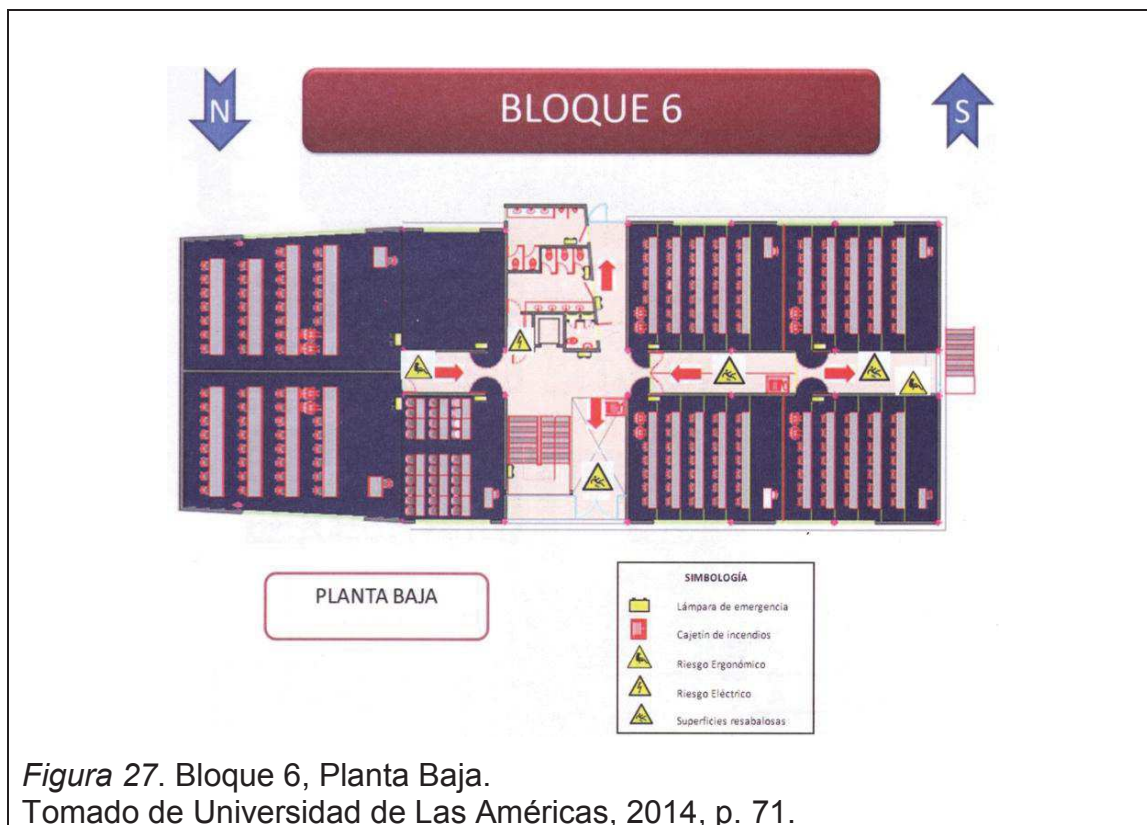 N
BLOQUE 6
S
PLANTA BAJA
SIMBOLOGÍA
Lámpara de emergencia
Cajetín de incendios
Riesgo Ergonómico
Riesgo Eléctrico
Superficies resabalosas
Figura 27. Bloque 6, Planta Baja.
Tomado de Universidad de Las Américas, 2014, p. 71.